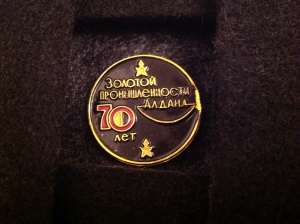 Золотой
промышленности
Алдана
70
лет